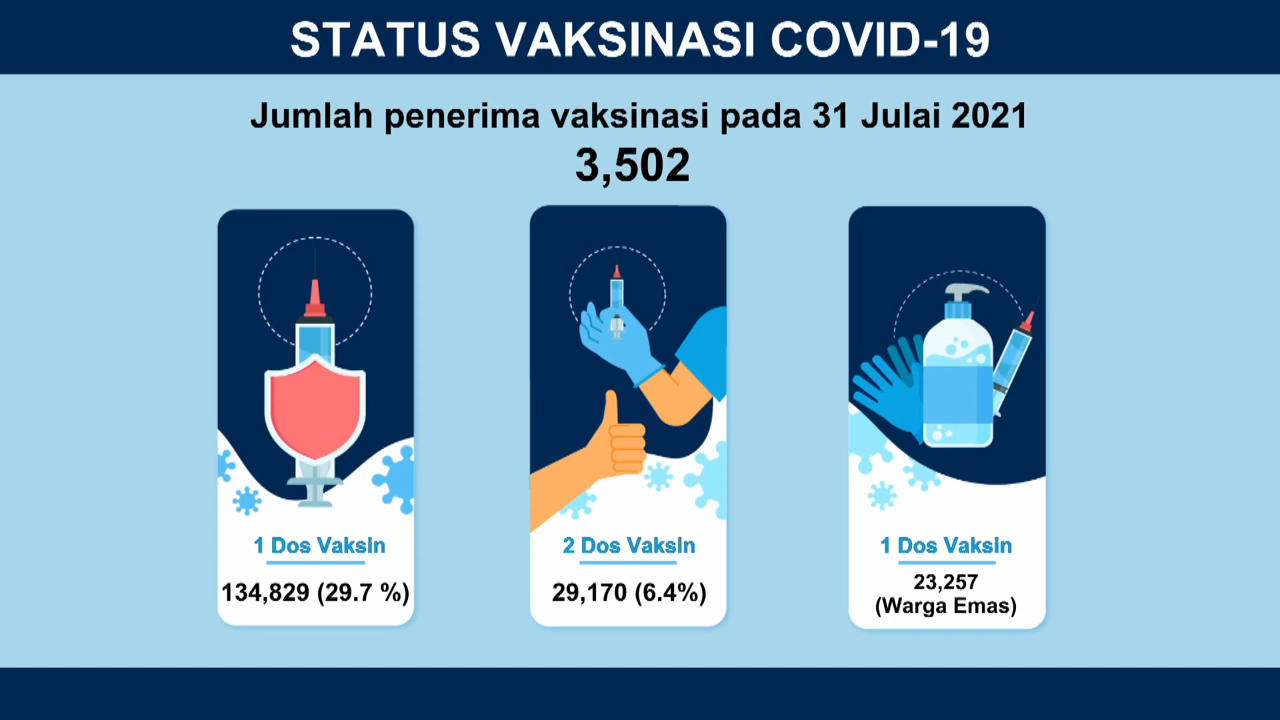 STATUS VAKSINASI COVID-19
Jumlah penerima vaksinasi pada 31 Julai 2021
3,502
1 Dos Vaksin
134,829 (29.7 %)
2 Dos Vaksin
29,170 (6.4%)
1 Dos Vaksin
23,257
(Warga Emas)